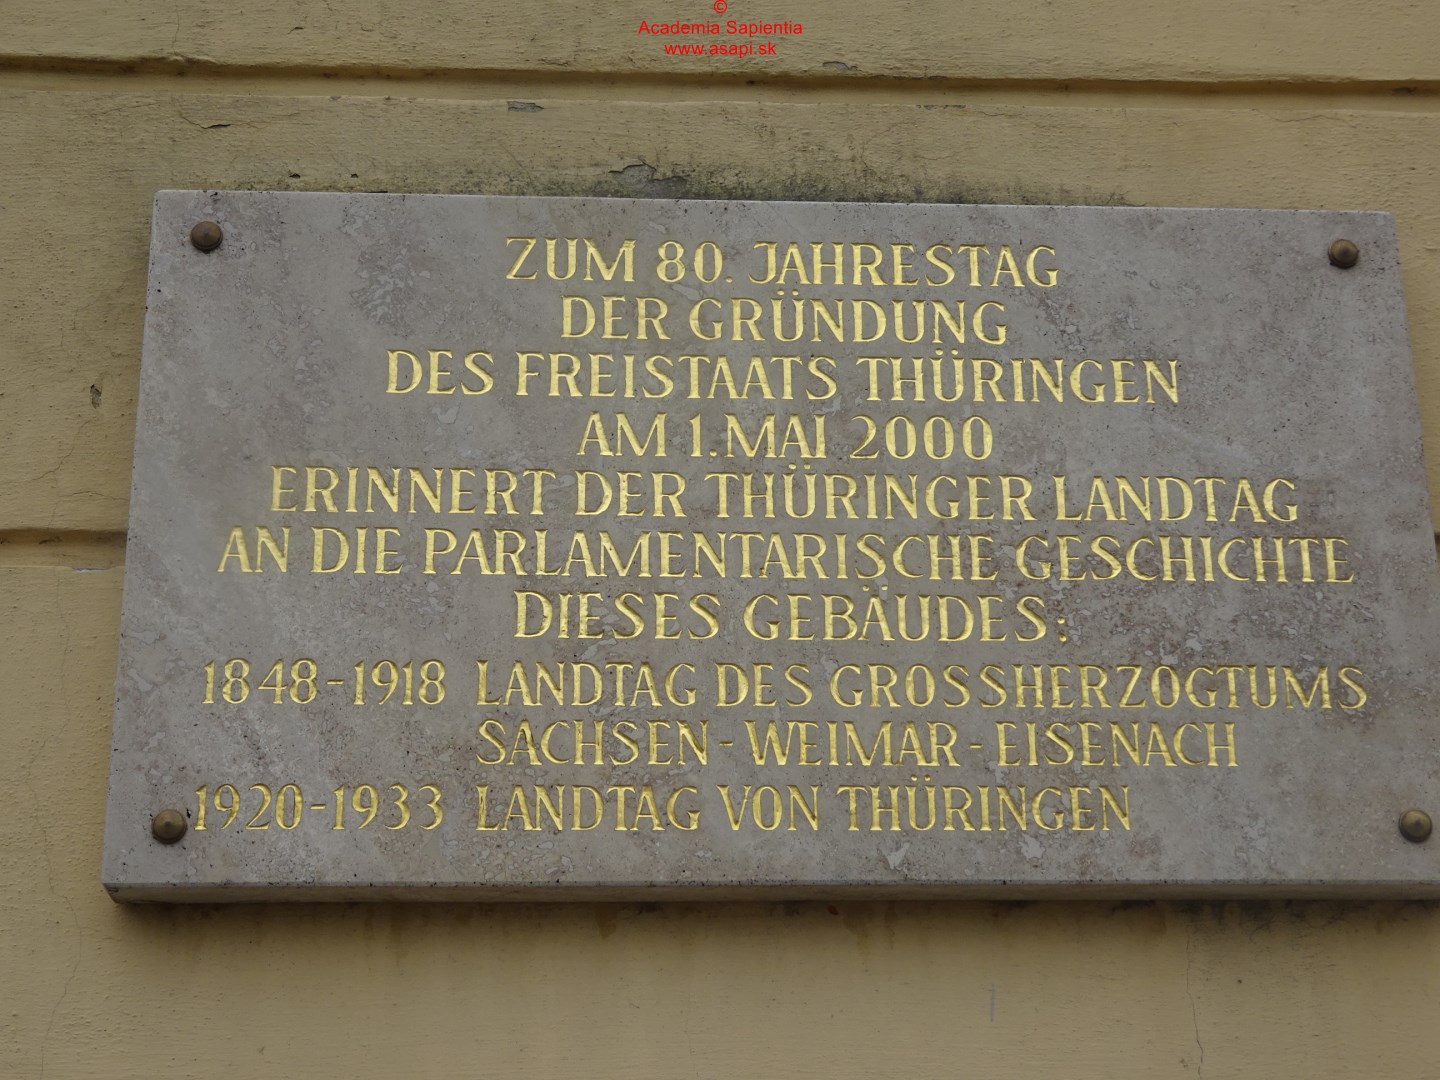 ©
Academia Sapientia
www.asapi.sk
ZUM 80. JAHRESTAG
DER GRÜNDUNG
DES FREISTAATS THÜRINGEN
AM 1. MAI 2000
ERINNERT DER THÜRINGER LANDTAG
AN DIE PARLAMENTARISCHE GESCHICHTE
DIESES GEBÄUDES:
1848-1918 LANDTAG DES GROSSHERZOGTUMS
SACHSEN-WEIMAR-EISENACH
1920-1933 LANDTAG VON THÜRINGEN